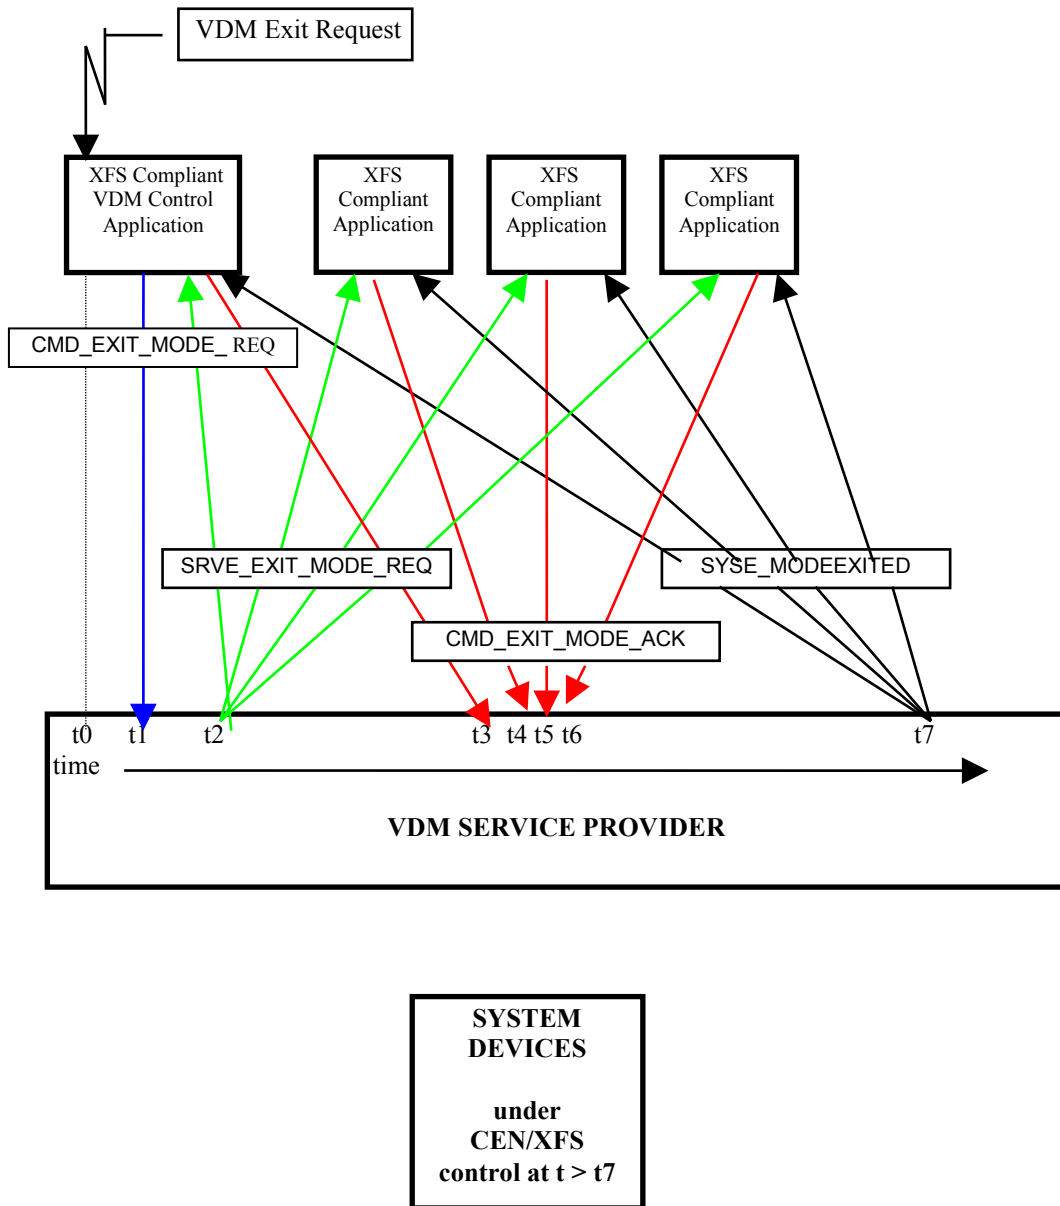 VDM Exit Request
XFS Compliant
VDM Control
Application
XFS
Compliant
Application
XFS
Compliant
Application
XFS
Compliant
Application
CMD_EXIT_MODE_ REQ
SRVE_EXIT_MODE_REQ
SYSE_MODEEXITED
CMD_EXIT_MODE_ACK
t0 t1 t2 t3 t4 t5 t6 t7
time
VDM SERVICE PROVIDER
SYSTEM
DEVICES
under
CEN/XFS
control at t > t7